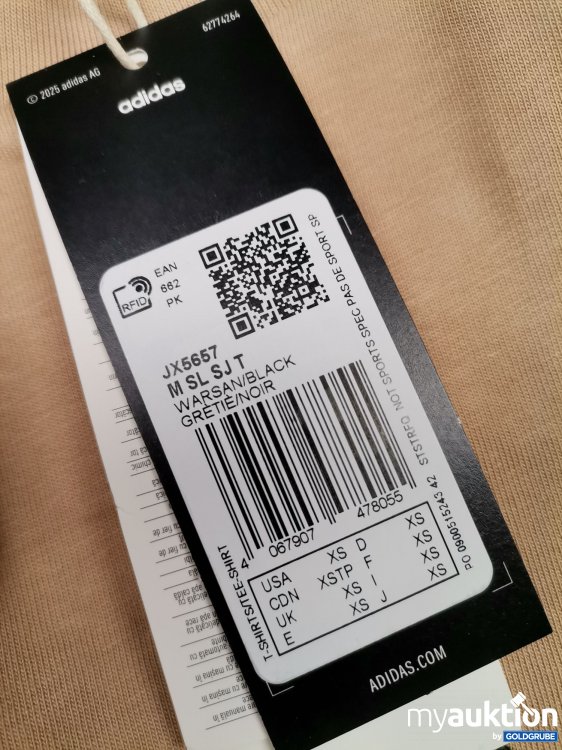 © 2025 adidas AG
62774264
adidas
RFID
EAN
662
PK
JX5657
M SL SJ T
WARSAN/BLACK
GRETIÉ/NOIR
4 067907 478055
T-SHIRTS/TEE-SHIRT
USA XS D XS
CDN XSTP F XS
UK XS I XS
E XS J XS
PO 0900515243 42 STSTRFO NOT SPORTS SPEC PAS DE SPORT SP
ADIDAS.COM
myauktion
by GOLDGRUBE